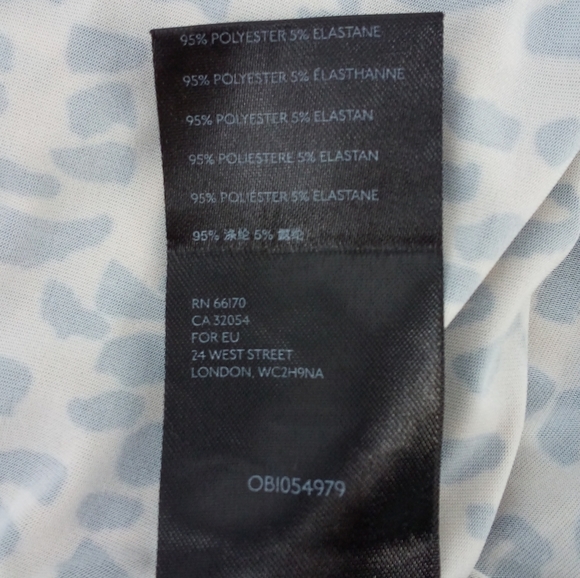 95% POLYESTER 5% ELASTANE
95% POLYESTER 5% ÉLASTHANNE
95% POLYESTER 5% ELASTAN
95% POLIESTERE 5% ELASTAN
95% POLIÉSTER 5% ELASTANE
95% 涤纶 5% 氨纶
RN 66170
CA 32054
FOR EU
24 WEST STREET
LONDON, WC2H9NA
OBI054979